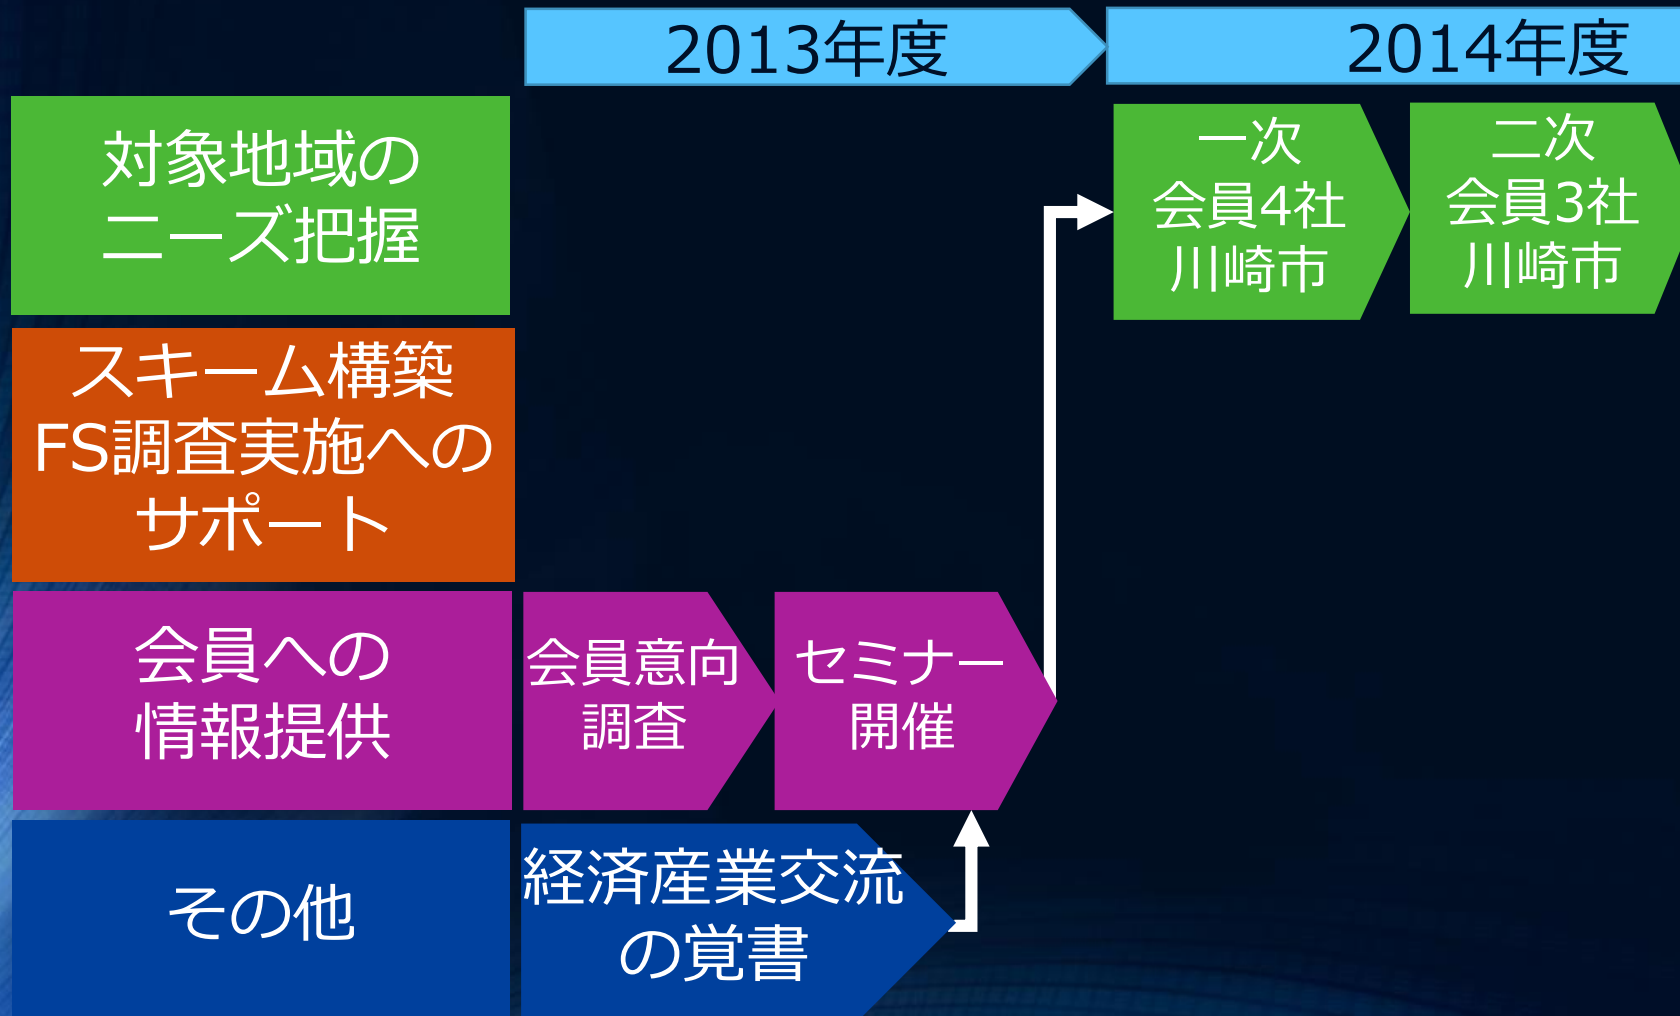 2013年度
2014年度
対象地域の
ニーズ把握
一次
会員4社
川崎市
二次
会員3社
川崎市
スキーム構築
FS調査実施への
サポート
会員への
情報提供
会員意向
調査
セミナー
開催
その他
経済産業交流
の覚書